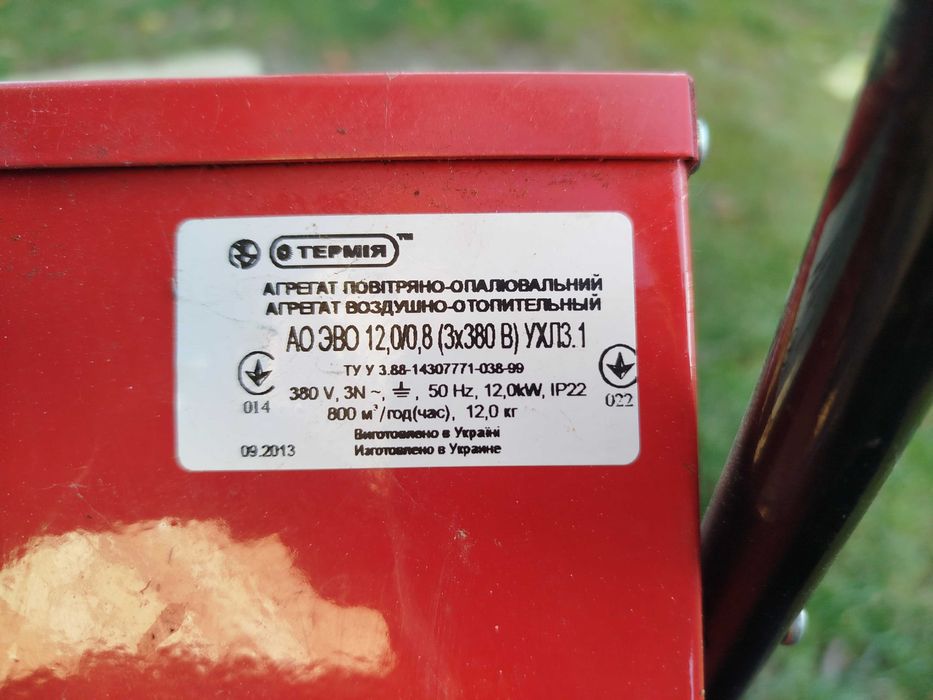 ТЕРМІЯ™
АГРЕГАТ ПОВІТРЯНО-ОПАЛЮВАЛЬНИЙ
АГРЕГАТ ВОЗДУШНО-ОТОПИТЕЛЬНЫЙ
АО ЭВО 12,0/0,8 (3х380 В) УХЛ3.1
ТУ У 3.88-14307771-038-99
380 V, 3N ~, ⏚, 50 Hz, 12,0kW, IP22
014
022
800 м³/год(час), 12,0 кг
Виготовлено в Україні
09.2013
Изготовлено в Украине